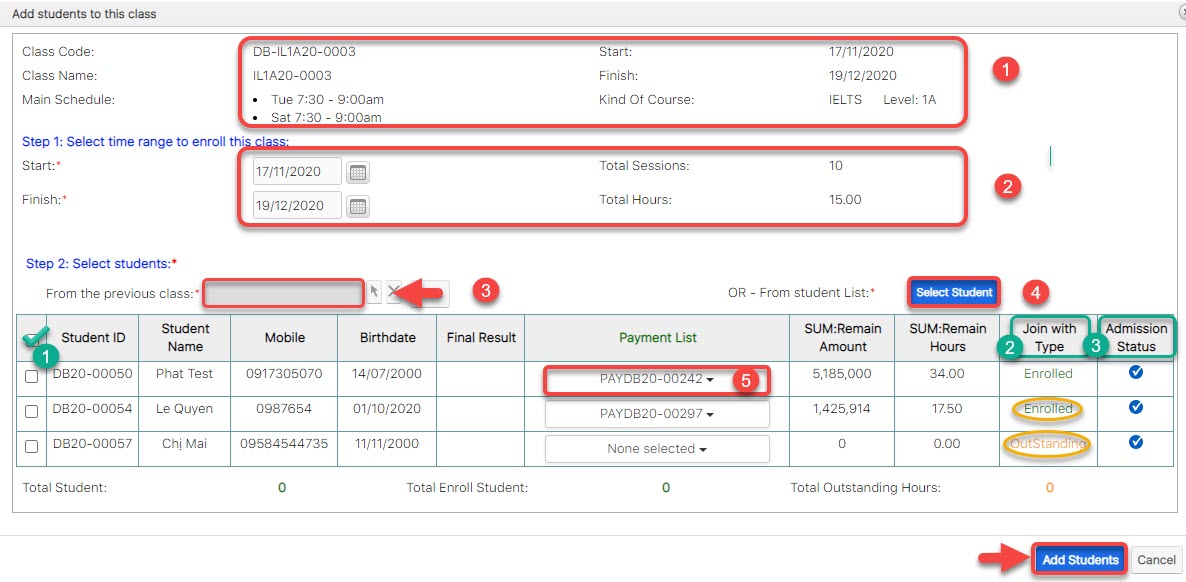 Add students to this class
Class Code: DB-IL1A20-0003 Start: 17/11/2020
Class Name: IL1A20-0003 Finish: 19/12/2020
Main Schedule: • Tue 7:30 - 9:00am Kind Of Course: IELTS Level: 1A
• Sat 7:30 - 9:00am
1
Step 1: Select time range to enroll this class:
Start:* 17/11/2020 Total Sessions: 10
2
Finish:* 19/12/2020 Total Hours: 15.00
Step 2: Select students:*
From the previous class:* 3 OR - From student List:* Select Student 4
Student ID Student Name Mobile Birthdate Final Result Payment List SUM:Remain Amount SUM:Remain Hours Join with Type Admission Status
1 2 3
DB20-00050 Phat Test 0917305070 14/07/2000 PAYDB20-00242 5 5,185,000 34.00 Enrolled
DB20-00054 Le Quyen 0987654 01/10/2020 PAYDB20-00297 1,425,914 17.50 Enrolled
DB20-00057 Chị Mai 09584544735 11/11/2000 None selected 0 0.00 OutStanding
Total Student: 0 Total Enroll Student: 0 Total Outstanding Hours: 0
Add Students Cancel